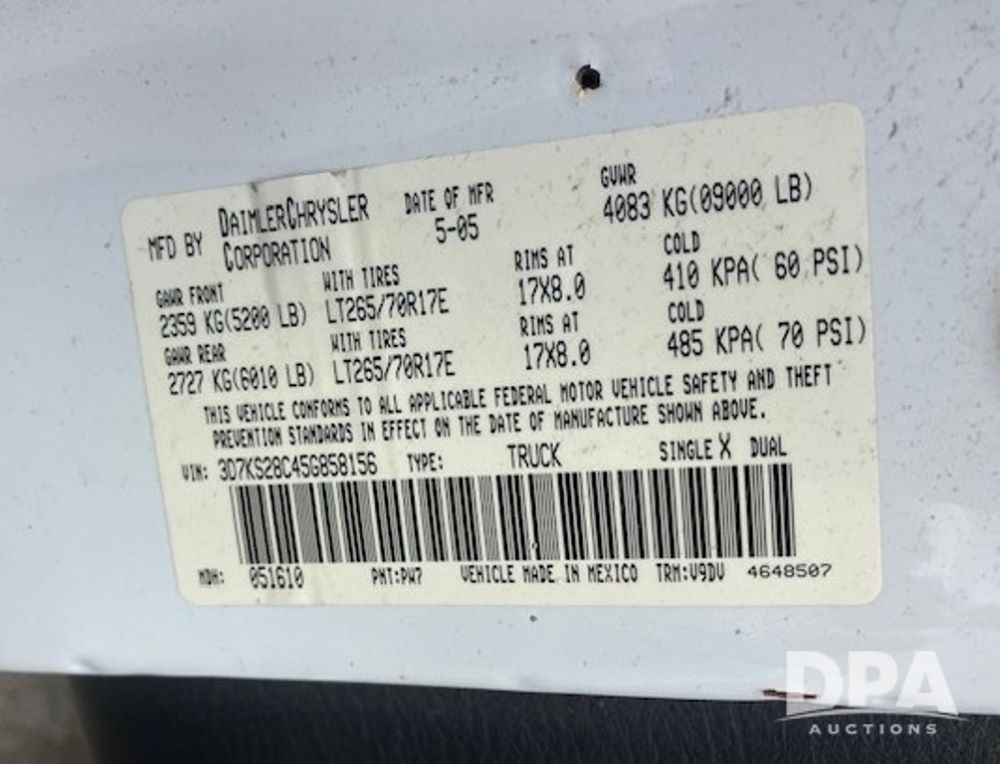 MFD BY DAIMLERCHRYSLER CORPORATION DATE OF MFR 5-05 GVWR 4083 KG(09000 LB)
GAWR FRONT WITH TIRES RIMS AT COLD
2359 KG(5200 LB) LT265/70R17E 17X8.0 410 KPA( 60 PSI)
GAWR REAR WITH TIRES RIMS AT COLD
2727 KG(6010 LB) LT265/70R17E 17X8.0 485 KPA( 70 PSI)
THIS VEHICLE CONFORMS TO ALL APPLICABLE FEDERAL MOTOR VEHICLE SAFETY AND THEFT
PREVENTION STANDARDS IN EFFECT ON THE DATE OF MANUFACTURE SHOWN ABOVE.
VIN: 3D7KS28C45G858156 TYPE: TRUCK SINGLE X DUAL
MDH: 051610 PNT:PW7 VEHICLE MADE IN MEXICO TRM:V9DV 4648507
DPA
AUCTIONS